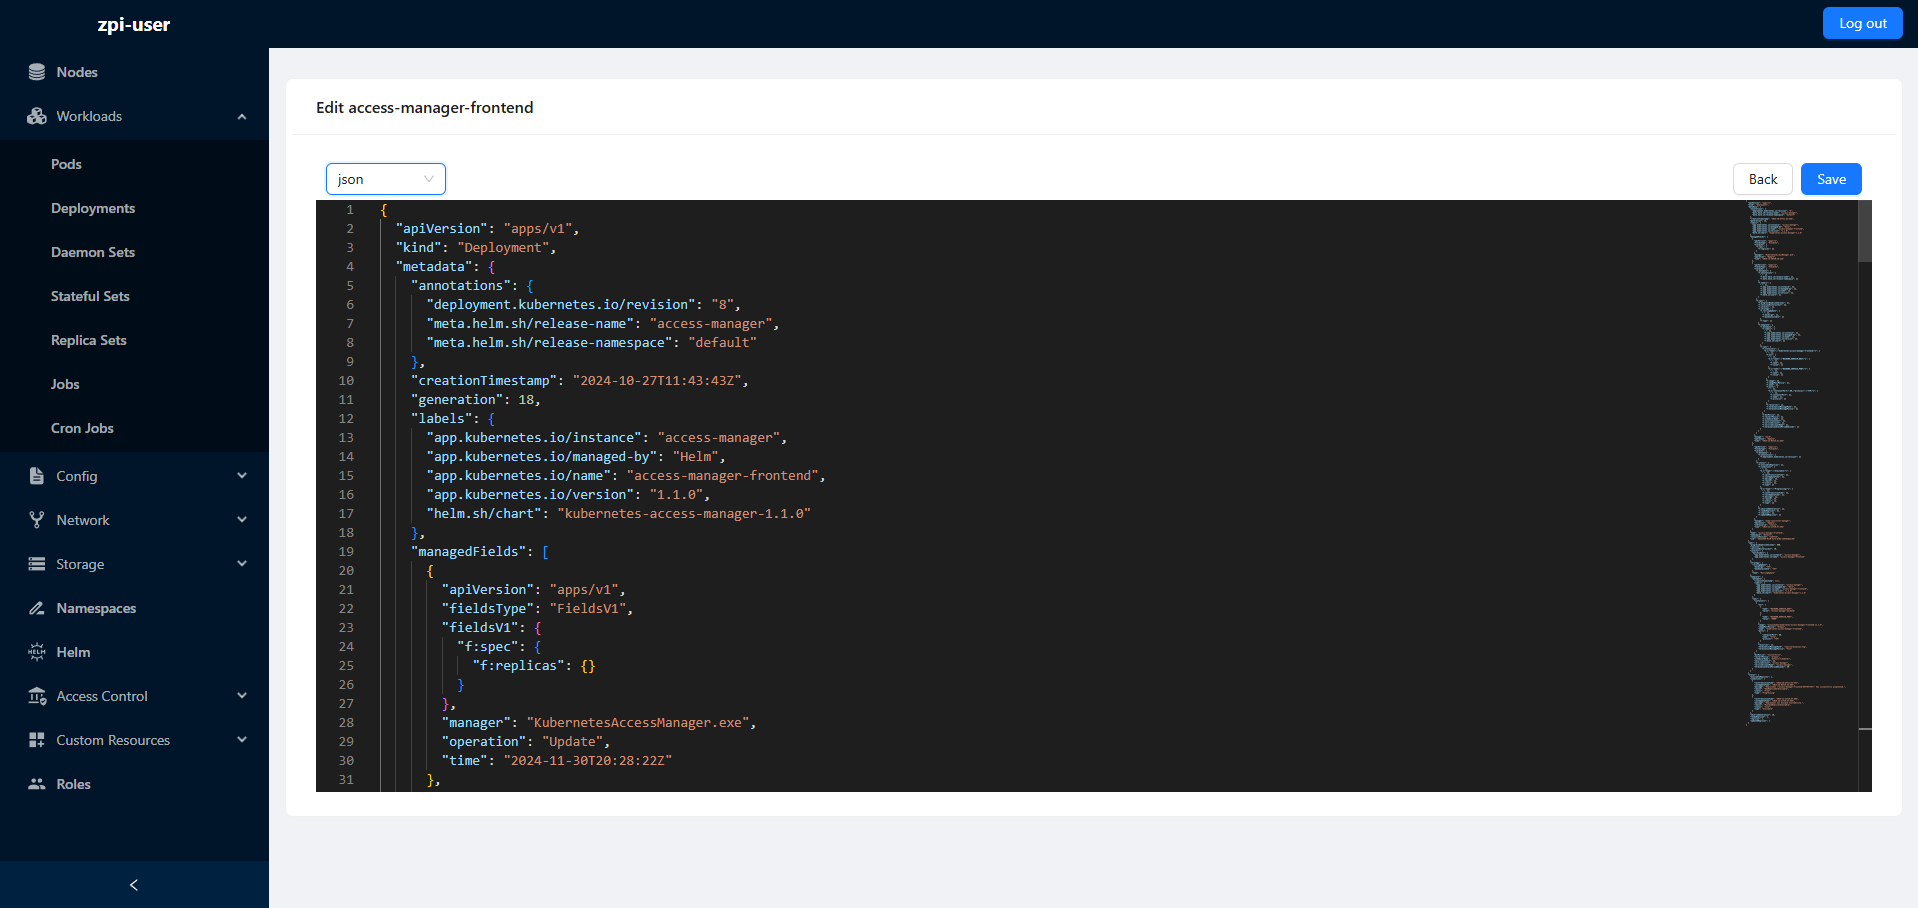 zpi-user
Log out
Nodes
Workloads
Pods
Deployments
Daemon Sets
Stateful Sets
Replica Sets
Jobs
Cron Jobs
Config
Network
Storage
Namespaces
HELM
Helm
Access Control
Custom Resources
Roles
Edit access-manager-frontend
json
Back
Save
1 {
2 "apiVersion": "apps/v1",
3 "kind": "Deployment",
4 "metadata": {
5 "annotations": {
6 "deployment.kubernetes.io/revision": "8",
7 "meta.helm.sh/release-name": "access-manager",
8 "meta.helm.sh/release-namespace": "default"
9 },
10 "creationTimestamp": "2024-10-27T11:43:43Z",
11 "generation": 18,
12 "labels": {
13 "app.kubernetes.io/instance": "access-manager",
14 "app.kubernetes.io/managed-by": "Helm",
15 "app.kubernetes.io/name": "access-manager-frontend",
16 "app.kubernetes.io/version": "1.1.0",
17 "helm.sh/chart": "kubernetes-access-manager-1.1.0"
18 },
19 "managedFields": [
20 {
21 "apiVersion": "apps/v1",
22 "fieldsType": "FieldsV1",
23 "fieldsV1": {
24 "f:spec": {
25 "f:replicas": {}
26 }
27 },
28 "manager": "KubernetesAccessManager.exe",
29 "operation": "Update",
30 "time": "2024-11-30T20:28:22Z"
31 },